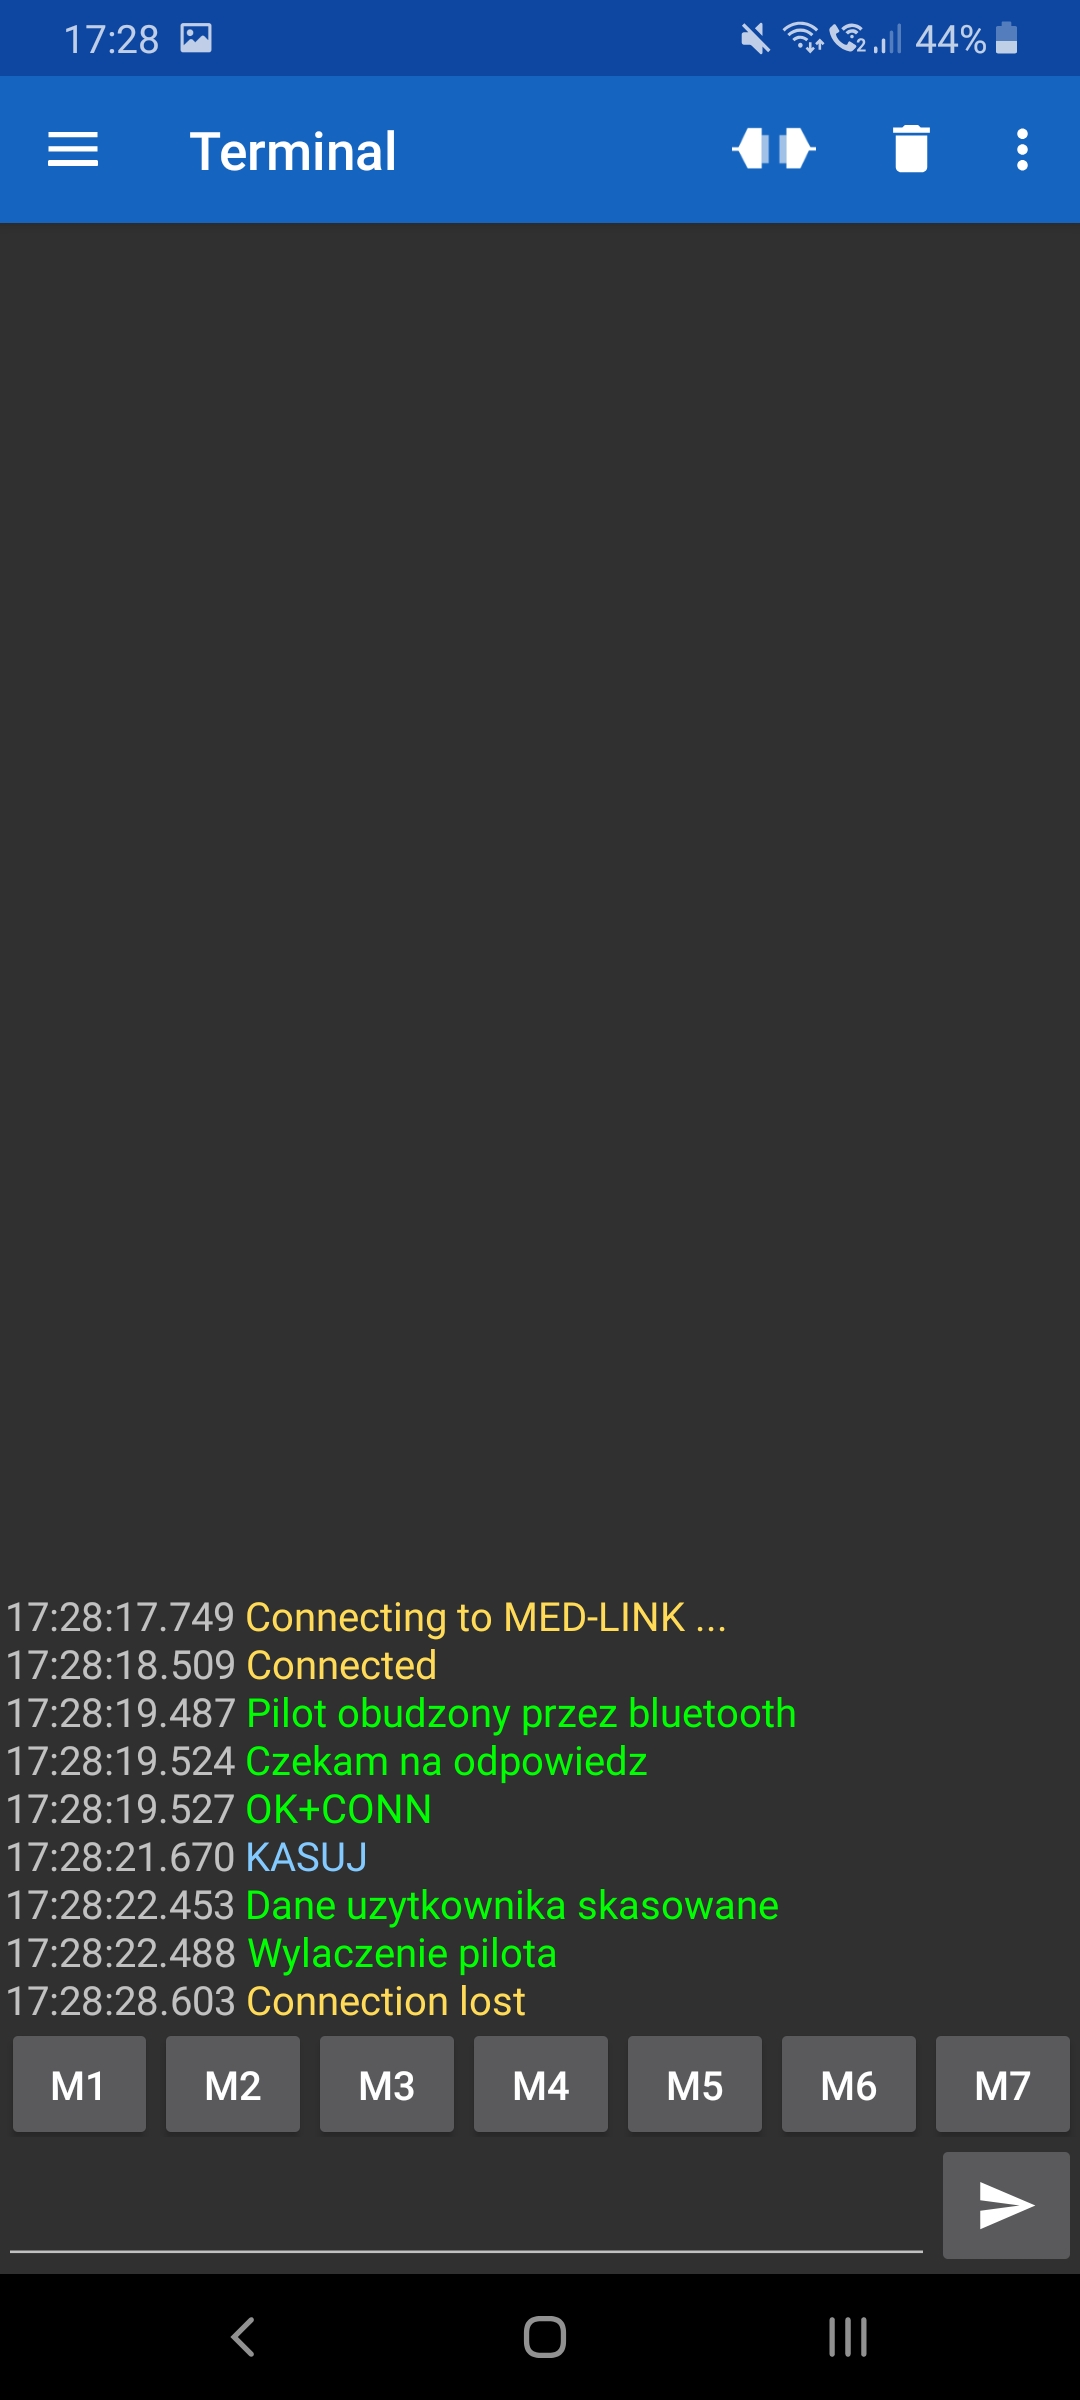 17:28 2 44%
Terminal
17:28:17.749 Connecting to MED-LINK ...
17:28:18.509 Connected
17:28:19.487 Pilot obudzony przez bluetooth
17:28:19.524 Czekam na odpowiedz
17:28:19.527 OK+CONN
17:28:21.670 KASUJ
17:28:22.453 Dane uzytkownika skasowane
17:28:22.488 Wylaczenie pilota
17:28:28.603 Connection lost
M1 M2 M3 M4 M5 M6 M7